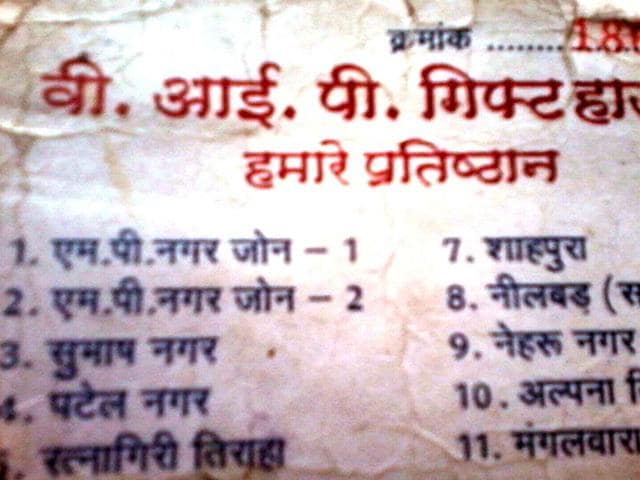 क्रमांक ........
वी. आई. पी. गिफ्ट
हमारे प्रतिष्ठान
1. एम.पी.नगर जोन – 1
2. एम.पी.नगर जोन – 2
3. सुभाष नगर
4. पटेल नगर
रत्नागिरी तिराहा
7. शाहपुरा
8. नीलबड़
9. नेहरू नगर
10. अल्पना
11. मंगलवारा